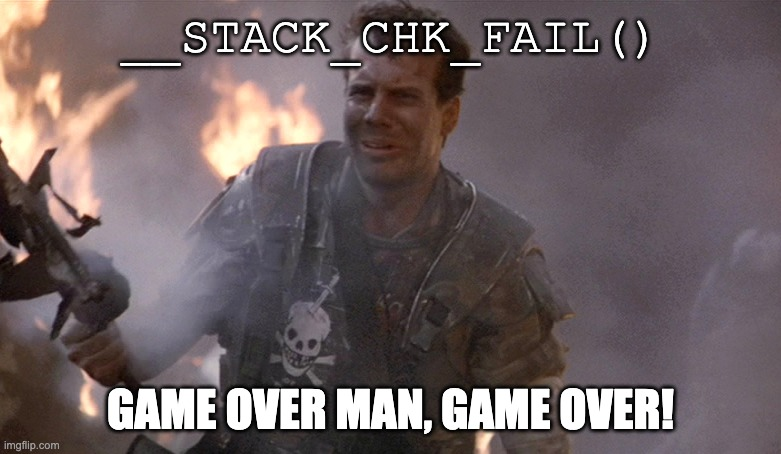 __STACK_CHK_FAIL()
GAME OVER MAN, GAME OVER!
imgflip.com